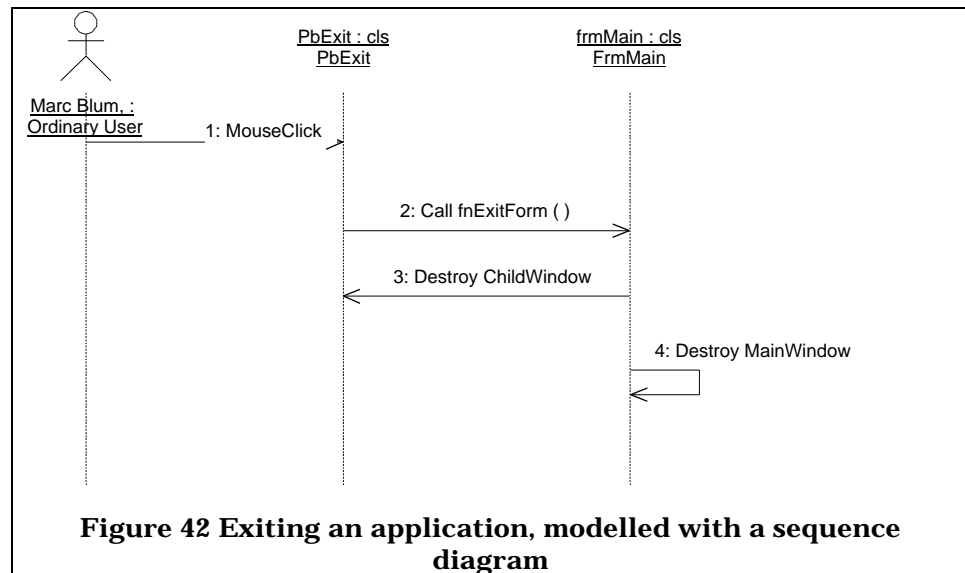 PbExit : cls
PbExit
frmMain : cls
FrmMain
Marc Blum, :
Ordinary User
1: MouseClick
2: Call fnExitForm ( )
3: Destroy ChildWindow
4: Destroy MainWindow
Figure 42 Exiting an application, modelled with a sequence
diagram